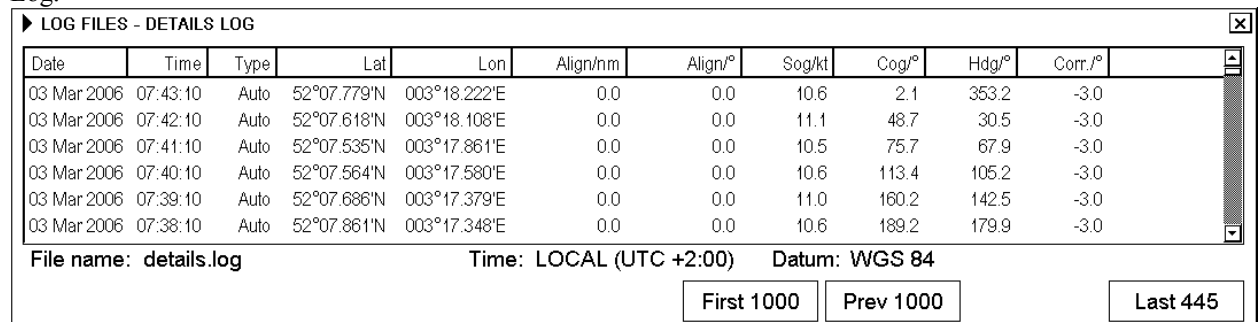 Log.
LOG FILES - DETAILS LOG
Date Time Type Lat Lon Align/nm Align/° Sog/kt Cog/° Hdg/° Corr./°
03 Mar 2006 07:43:10 Auto 52°07.779'N 003°18.222'E 0.0 0.0 10.6 2.1 353.2 -3.0
03 Mar 2006 07:42:10 Auto 52°07.618'N 003°18.108'E 0.0 0.0 11.1 48.7 30.5 -3.0
03 Mar 2006 07:41:10 Auto 52°07.535'N 003°17.861'E 0.0 0.0 10.5 75.7 67.9 -3.0
03 Mar 2006 07:40:10 Auto 52°07.564'N 003°17.580'E 0.0 0.0 10.6 113.4 105.2 -3.0
03 Mar 2006 07:39:10 Auto 52°07.686'N 003°17.379'E 0.0 0.0 11.0 160.2 142.5 -3.0
03 Mar 2006 07:38:10 Auto 52°07.861'N 003°17.348'E 0.0 0.0 10.6 189.2 179.9 -3.0
File name: details.log Time: LOCAL (UTC +2:00) Datum: WGS 84
First 1000 Prev 1000 Last 445